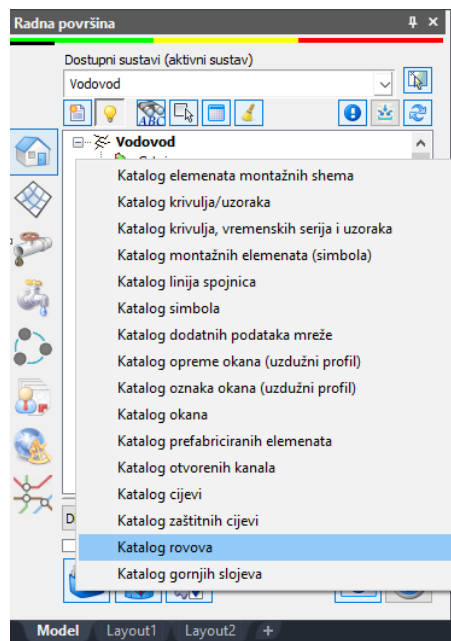 Radna površina
Dostupni sustavi (aktivni sustav)
Vodovod
ABC
Vodovod
Katalog elemenata montažnih shema
Katalog krivulja/uzoraka
Katalog krivulja, vremenskih serija i uzoraka
Katalog montažnih elemenata (simbola)
Katalog linija spojnica
Katalog simbola
Katalog dodatnih podataka mreže
Katalog opreme okana (uzdužni profil)
Katalog oznaka okana (uzdužni profil)
Katalog okana
Katalog prefabriciranih elemenata
Katalog otvorenih kanala
Katalog cijevi
Katalog zaštitnih cijevi
Katalog rovova
Katalog gornjih slojeva
Model Layout1 Layout2 +